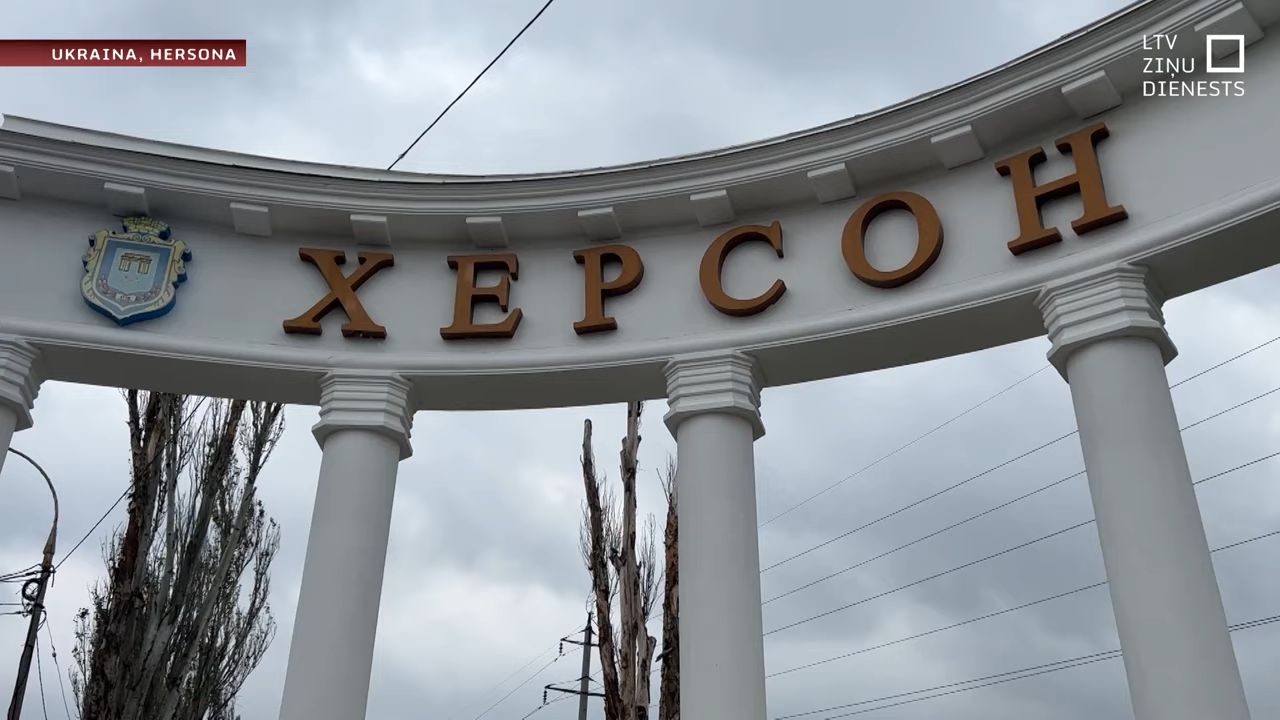 UKRAINA, HERSONA
LTV
ZIŅU
DIENESTS
ХЕРСОН